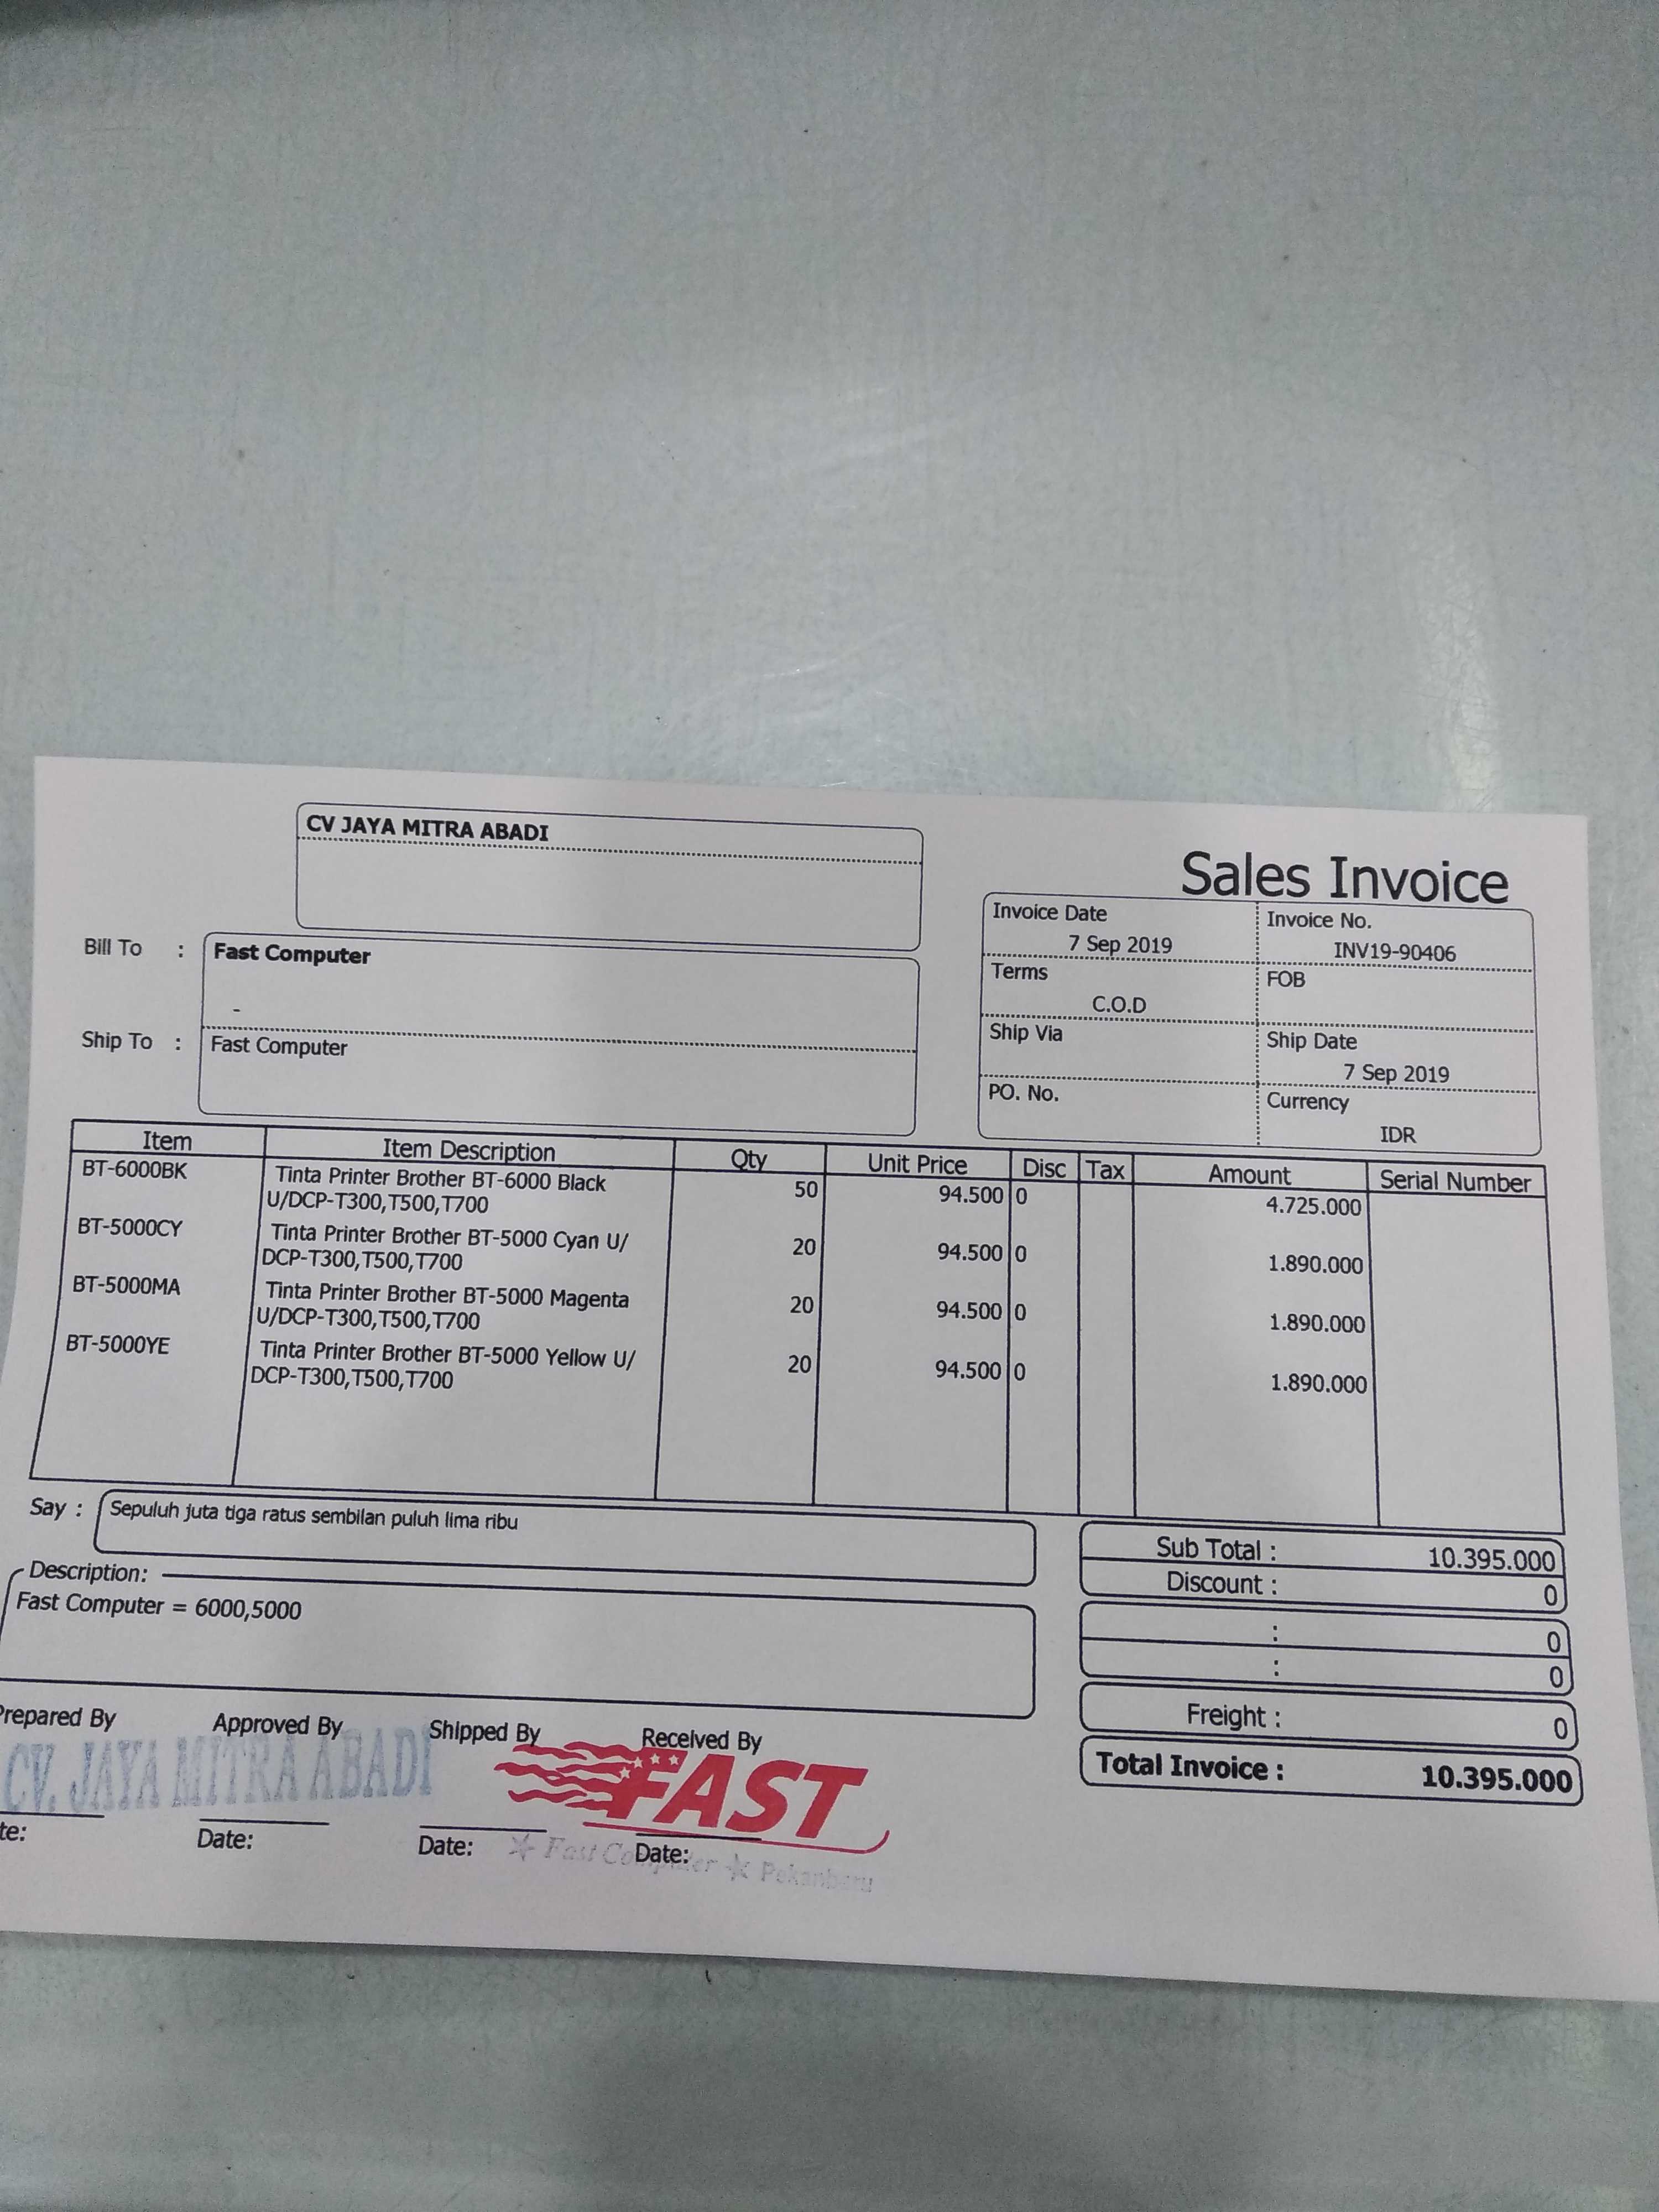 CV JAYA MITRA ABADI
Sales Invoice
Bill To : Fast Computer
-
Ship To : Fast Computer
Invoice Date
7 Sep 2019
Invoice No.
INV19-90406
Terms
C.O.D
FOB
Ship Via
Ship Date
7 Sep 2019
PO. No.
Currency
IDR
Item Item Description Qty Unit Price Disc Tax Amount Serial Number
BT-6000BK Tinta Printer Brother BT-6000 Black 50 94.500 0 4.725.000
U/DCP-T300,T500,T700
BT-5000CY Tinta Printer Brother BT-5000 Cyan U/ 20 94.500 0 1.890.000
DCP-T300,T500,T700
BT-5000MA Tinta Printer Brother BT-5000 Magenta 20 94.500 0 1.890.000
U/DCP-T300,T500,T700
BT-5000YE Tinta Printer Brother BT-5000 Yellow U/ 20 94.500 0 1.890.000
DCP-T300,T500,T700
Say : Sepuluh juta tiga ratus sembilan puluh lima ribu
Sub Total : 10.395.000
Discount : 0
: 0
: 0
Freight : 0
Total Invoice : 10.395.000
Description:
Fast Computer = 6000,5000
Prepared By Approved By Shipped By Received By
CV. JAYA MITRA ABADI
FAST
te: Date: Date: Date:
Fast Computer Pekanbaru